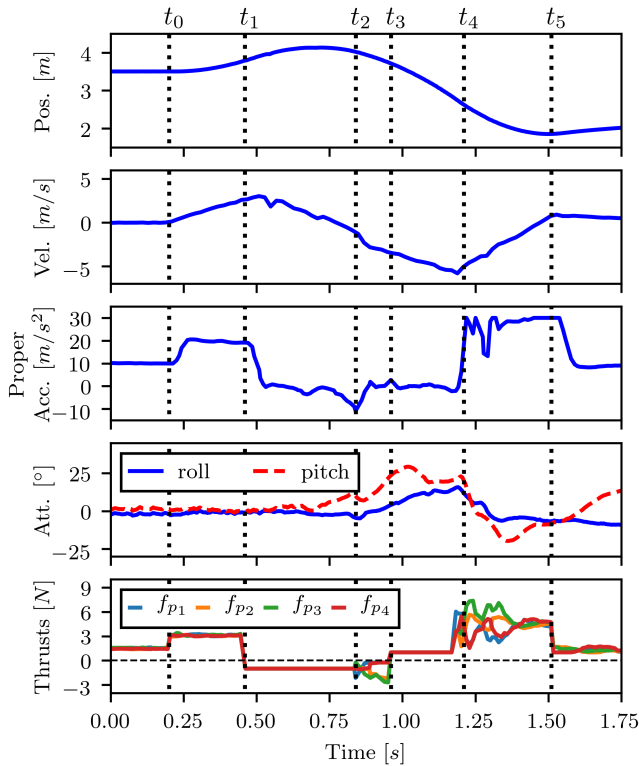 t₀ t₁ t₂ t₃ t₄ t₅
Pos. [m]
4
3
2
Vel. [m/s]
5
0
−5
Proper
Acc. [m/s²]
30
20
10
0
−10
Att. [°]
25
0
−25
roll pitch
Thrusts [N]
9
6
3
0
−3
fₚ₁ fₚ₂ fₚ₃ fₚ₄
0.00 0.25 0.50 0.75 1.00 1.25 1.50 1.75
Time [s]